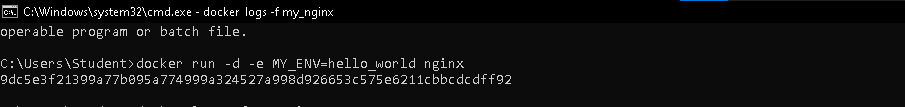 C:\Windows\system32\cmd.exe - docker logs -f my_nginx
operable program or batch file.
C:\Users\Student>docker run -d -e MY_ENV=hello_world nginx
9dc5e3f21399a77b095a774999a324527a998d926653c575e6211cbbcdcdff92